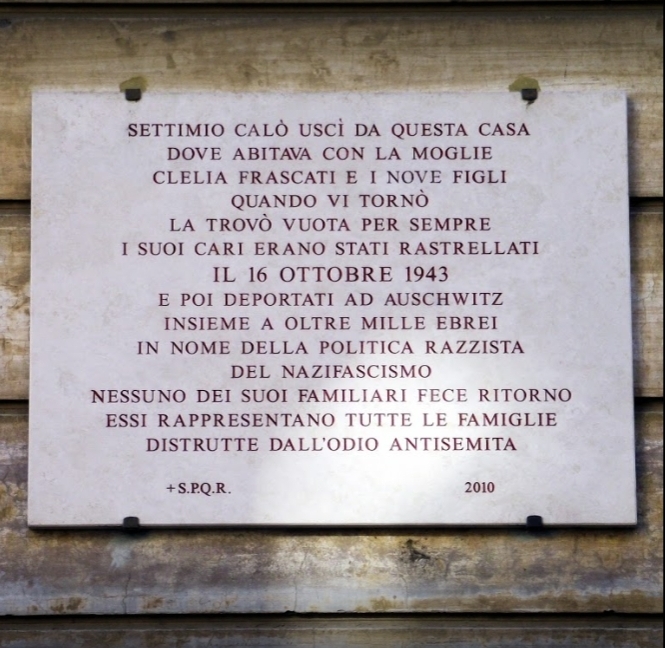 SETTIMIO CALÒ USCÌ DA QUESTA CASA
DOVE ABITAVA CON LA MOGLIE
CLELIA FRASCATI E I NOVE FIGLI
QUANDO VI TORNÒ
LA TROVÒ VUOTA PER SEMPRE
I SUOI CARI ERANO STATI RASTRELLATI
IL 16 OTTOBRE 1943
E POI DEPORTATI AD AUSCHWITZ
INSIEME A OLTRE MILLE EBREI
IN NOME DELLA POLITICA RAZZISTA
DEL NAZIFASCISMO
NESSUNO DEI SUOI FAMILIARI FECE RITORNO
ESSI RAPPRESENTANO TUTTE LE FAMIGLIE
DISTRUTTE DALL'ODIO ANTISEMITA
+S.P.Q.R. 2010